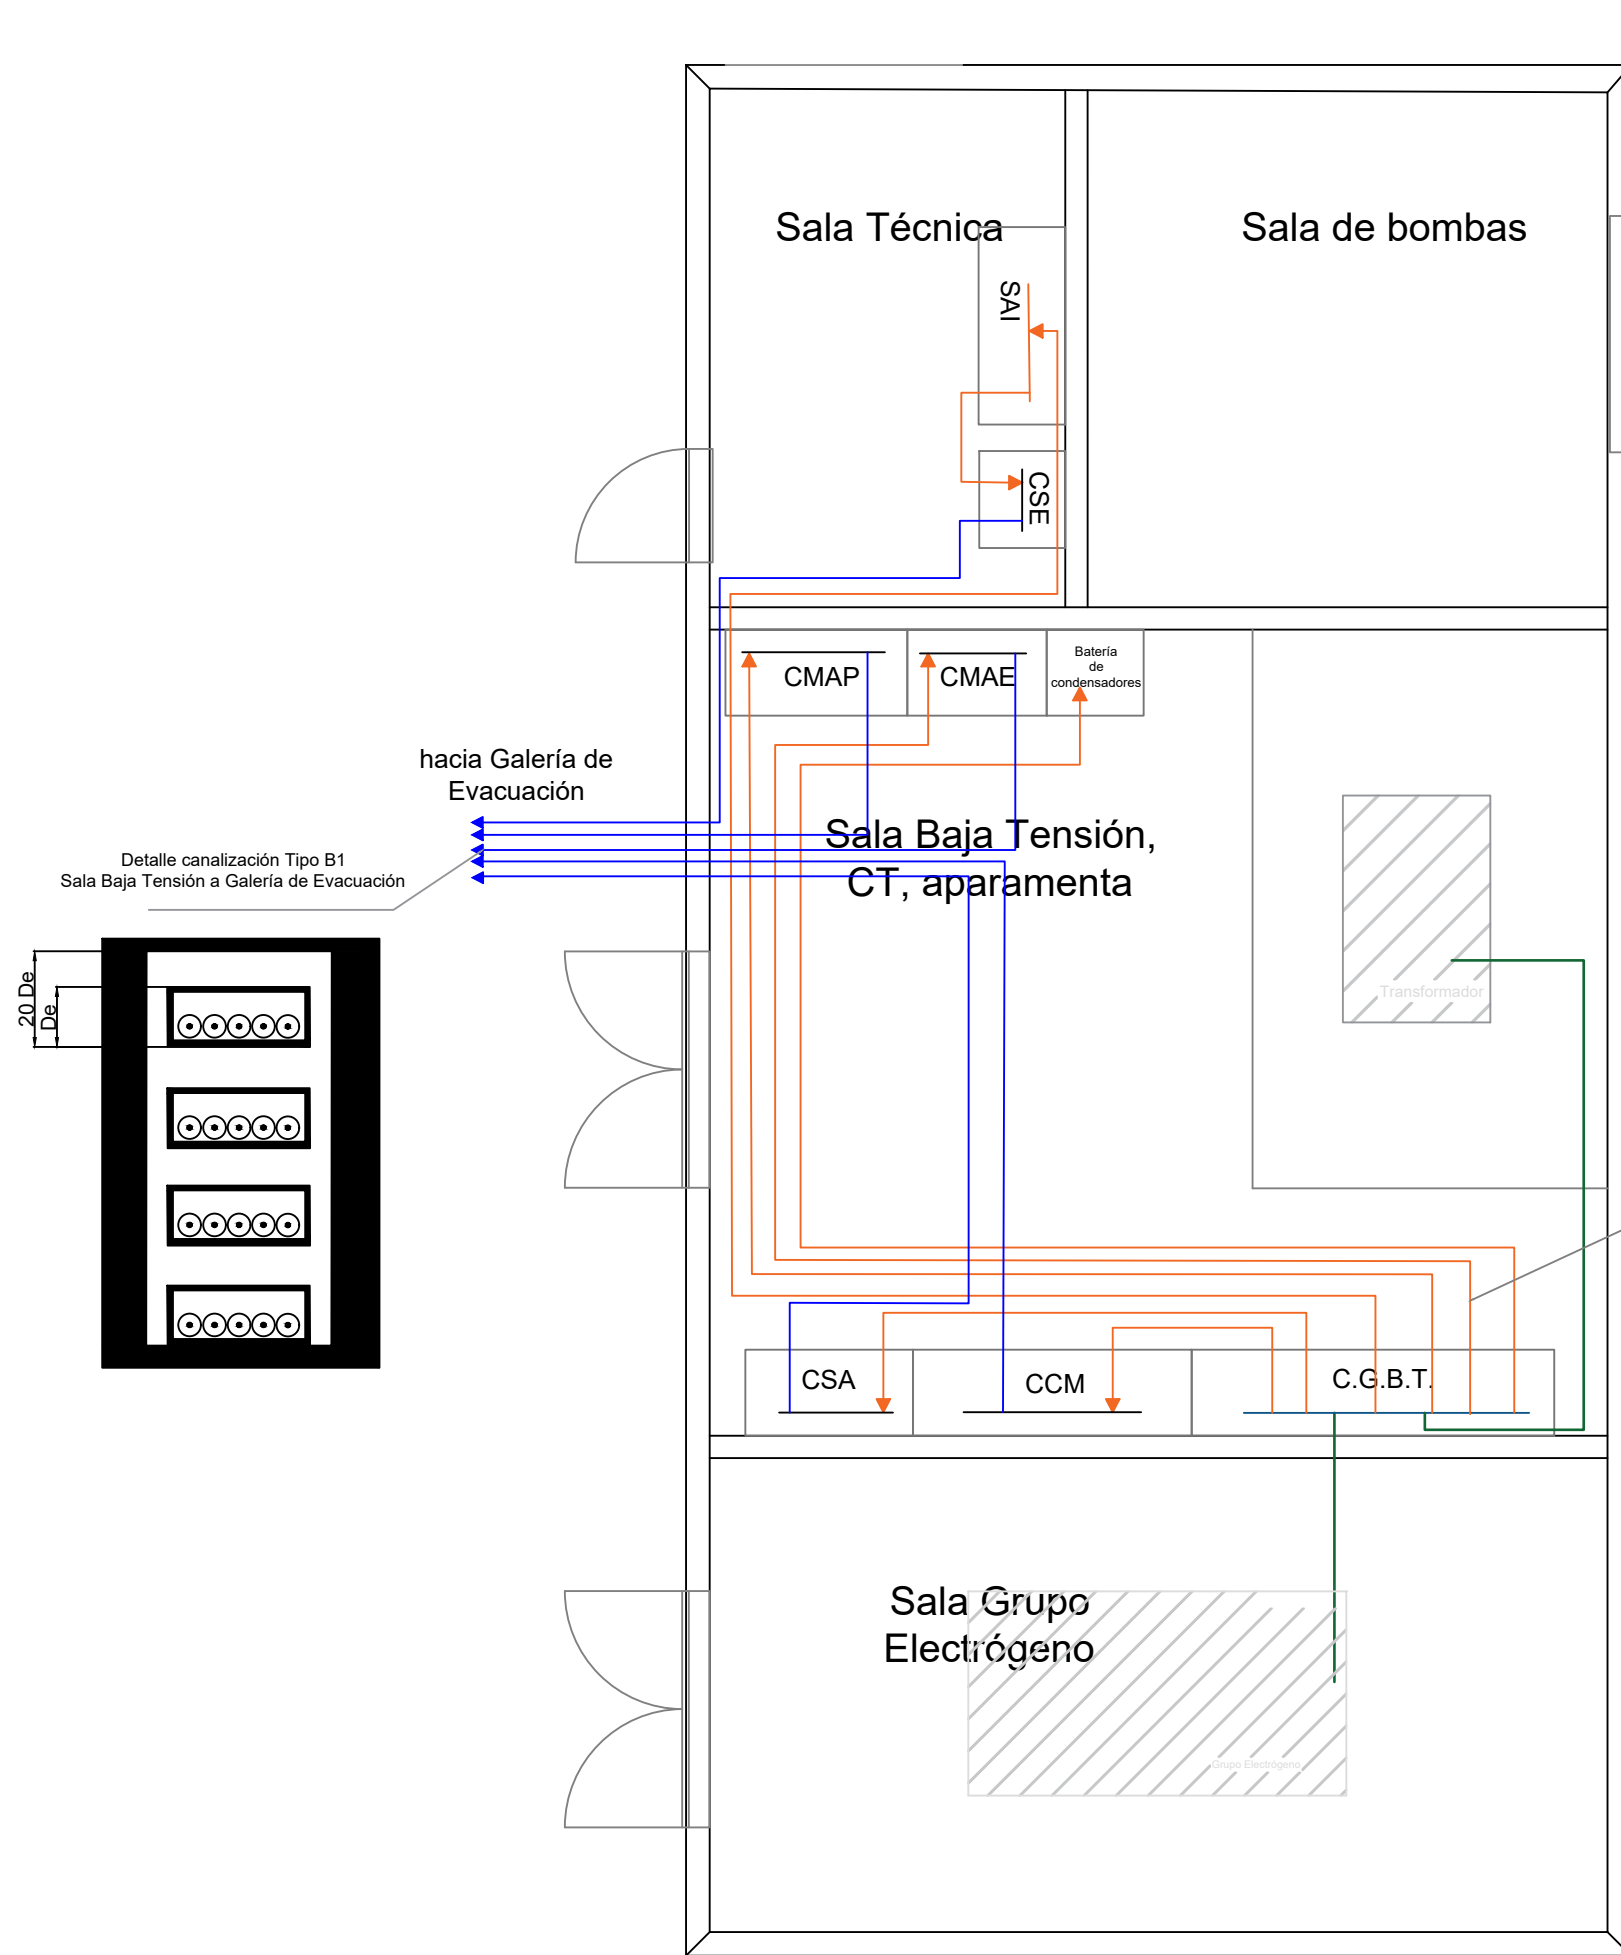 Sala Técnica
Sala de bombas
SAI
CSE
CMAP
CMAE
Batería
de
condensadores
hacia Galería de
Evacuación
Sala Baja Tensión,
CT, aparamenta
Detalle canalización Tipo B1
Sala Baja Tensión a Galería de Evacuación
20 De
De
Transformador
CSA
CCM
C.G.B.T.
Sala Grupo
Electrógeno
Grupo Electrógeno